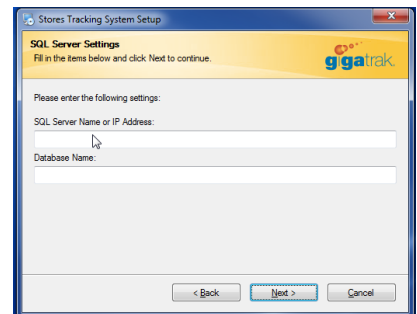 Stores Tracking System Setup
SQL Server Settings
Fill in the items below and click Next to continue.
gigatrak.
Please enter the following settings:
SQL Server Name or IP Address:
Database Name:
< Back
Next >
Cancel